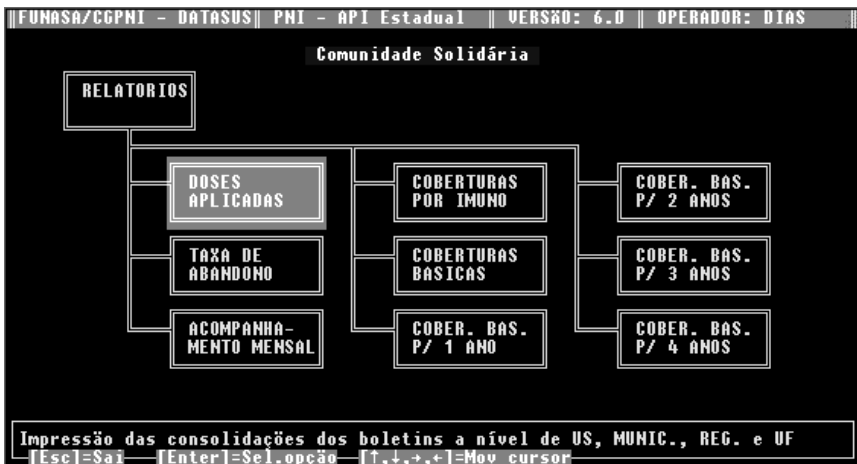 FUNASA/CGPNI - DATASUS║ PNI - API Estadual ║ VERSÃO: 6.0 ║ OPERADOR: DIAS
Comunidade Solidária
RELATORIOS
DOSES
APLICADAS
COBERTURAS
POR IMUNO
COBER. BAS.
P/ 2 ANOS
TAXA DE
ABANDONO
COBERTURAS
BASICAS
COBER. BAS.
P/ 3 ANOS
ACOMPANHA-
MENTO MENSAL
COBER. BAS.
P/ 1 ANO
COBER. BAS.
P/ 4 ANOS
Impressão das consolidações dos boletins a nível de US, MUNIC., REG. e UF
[Esc]=Sai [Enter]=Sel.opção [↑,↓,→,←]=Mov cursor